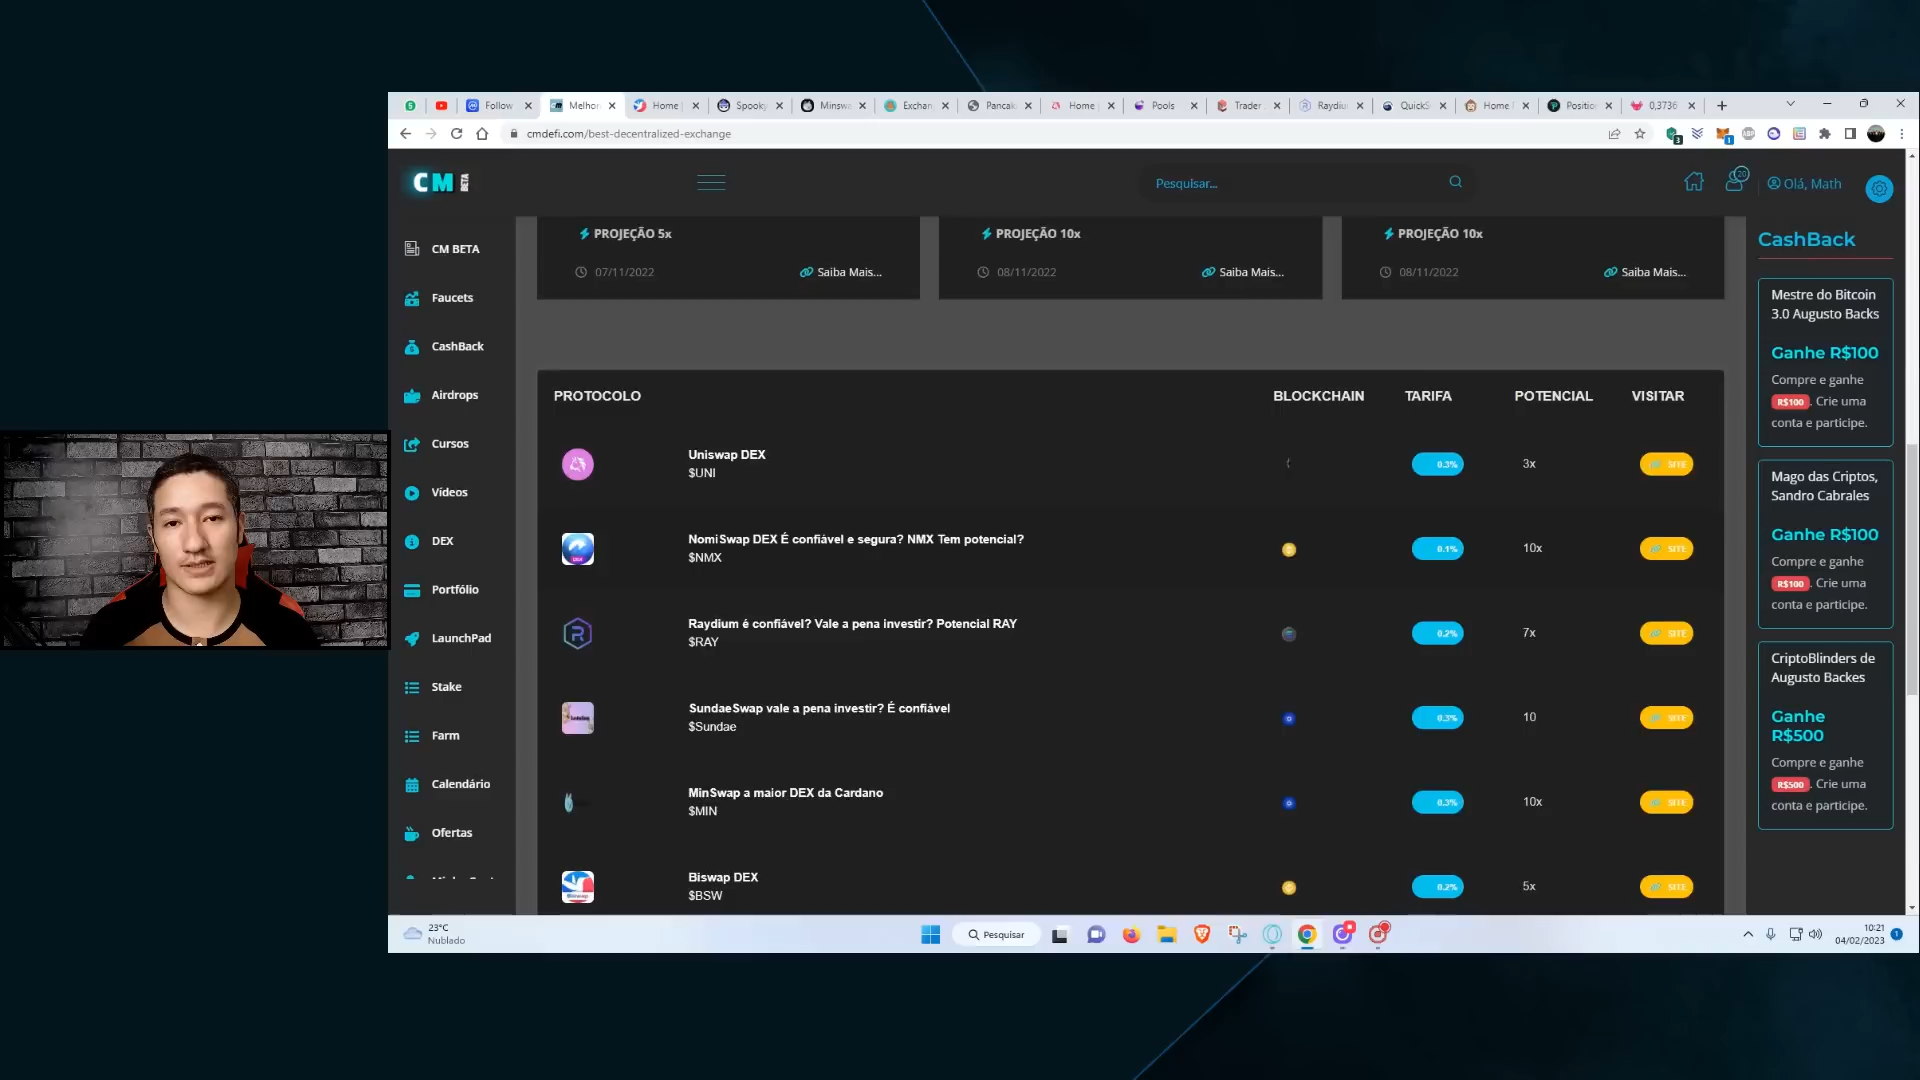 Follow
Melhor
Home
Spooky
Minswa
Exchan
Pancak
Home
Pools
Trader
Raydiu
QuickS
Home
Positio
0,3736
cmdefi.com/best-decentralized-exchange
CM BETA
Pesquisar...
20
Olá, Math
CM BETA
Faucets
CashBack
Airdrops
Cursos
Vídeos
DEX
Portfólio
LaunchPad
Stake
Farm
Calendário
Ofertas
PROJEÇÃO 5x
07/11/2022
Saiba Mais...
PROJEÇÃO 10x
08/11/2022
Saiba Mais...
PROJEÇÃO 10x
08/11/2022
Saiba Mais...
PROTOCOLO BLOCKCHAIN TARIFA POTENCIAL VISITAR
Uniswap DEX
$UNI
0.3% 3x SITE
NomiSwap DEX É confiável e segura? NMX Tem potencial?
$NMX
0.1% 10x SITE
Raydium é confiável? Vale a pena investir? Potencial RAY
$RAY
0.2% 7x SITE
SundaeSwap vale a pena investir? É confiável
$Sundae
0.3% 10 SITE
MinSwap a maior DEX da Cardano
$MIN
0.3% 10x SITE
Biswap DEX
$BSW
0.2% 5x SITE
CashBack
Mestre do Bitcoin
3.0 Augusto Backs
Ganhe R$100
Compre e ganhe
R$100. Crie uma
conta e participe.
Mago das Criptos,
Sandro Cabrales
Ganhe R$100
Compre e ganhe
R$100. Crie uma
conta e participe.
CriptoBlinders de
Augusto Backes
Ganhe
R$500
Compre e ganhe
R$500. Crie uma
conta e participe.
23°C
Nublado
Pesquisar
10:21
04/02/2023
1